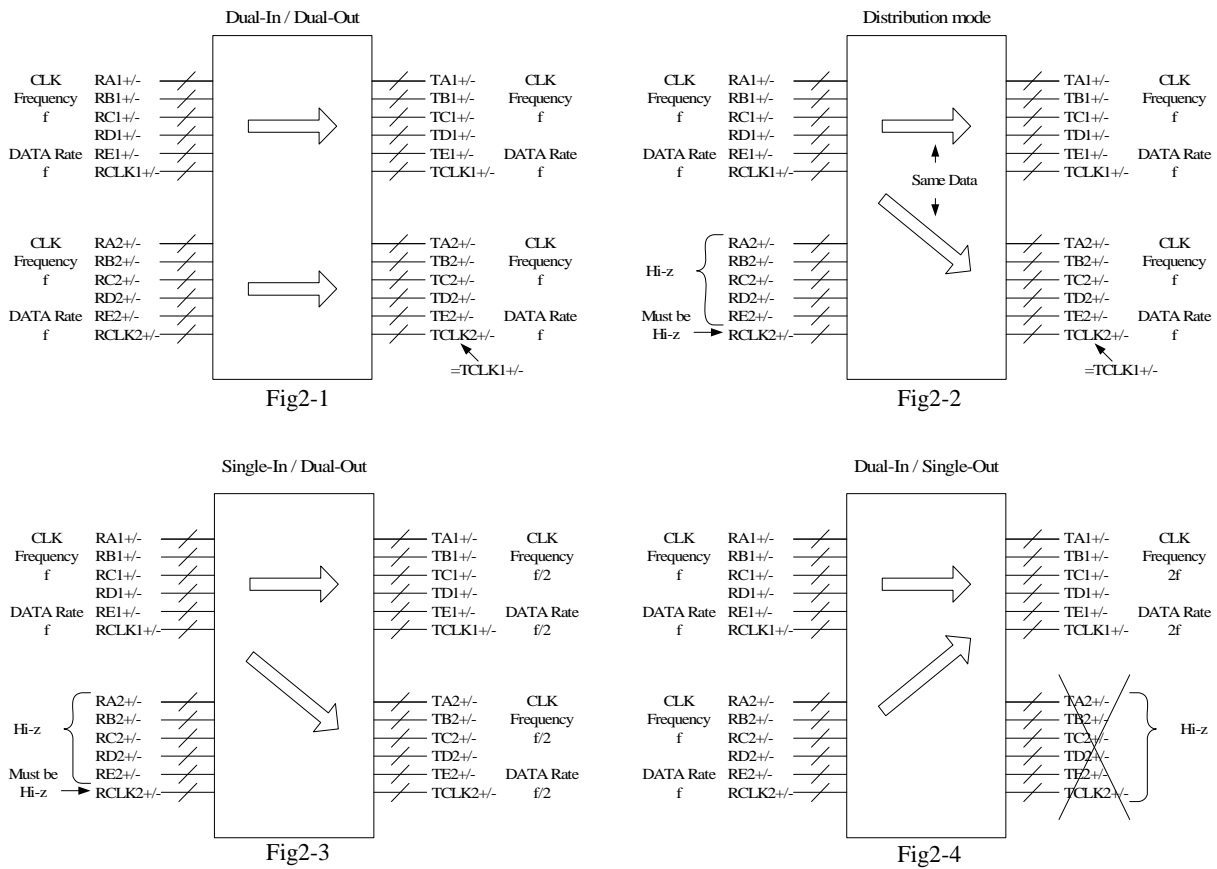 Dual-In / Dual-Out
CLK
Frequency
f
DATA Rate
f
RA1+/-
RB1+/-
RC1+/-
RD1+/-
RE1+/-
RCLK1+/-
TA1+/-
TB1+/-
TC1+/-
TD1+/-
TE1+/-
TCLK1+/-
CLK
Frequency
f
DATA Rate
f
CLK
Frequency
f
DATA Rate
f
RA2+/-
RB2+/-
RC2+/-
RD2+/-
RE2+/-
RCLK2+/-
TA2+/-
TB2+/-
TC2+/-
TD2+/-
TE2+/-
TCLK2+/-
CLK
Frequency
f
DATA Rate
f
=TCLK1+/-
Fig2-1
Distribution mode
CLK
Frequency
f
DATA Rate
f
RA1+/-
RB1+/-
RC1+/-
RD1+/-
RE1+/-
RCLK1+/-
Same Data
TA1+/-
TB1+/-
TC1+/-
TD1+/-
TE1+/-
TCLK1+/-
CLK
Frequency
f
DATA Rate
f
Hi-z
Must be
Hi-z
RA2+/-
RB2+/-
RC2+/-
RD2+/-
RE2+/-
RCLK2+/-
TA2+/-
TB2+/-
TC2+/-
TD2+/-
TE2+/-
TCLK2+/-
CLK
Frequency
f
DATA Rate
f
=TCLK1+/-
Fig2-2
Single-In / Dual-Out
CLK
Frequency
f
DATA Rate
f
RA1+/-
RB1+/-
RC1+/-
RD1+/-
RE1+/-
RCLK1+/-
TA1+/-
TB1+/-
TC1+/-
TD1+/-
TE1+/-
TCLK1+/-
CLK
Frequency
f/2
DATA Rate
f/2
Hi-z
Must be
Hi-z
RA2+/-
RB2+/-
RC2+/-
RD2+/-
RE2+/-
RCLK2+/-
TA2+/-
TB2+/-
TC2+/-
TD2+/-
TE2+/-
TCLK2+/-
CLK
Frequency
f/2
DATA Rate
f/2
Fig2-3
Dual-In / Single-Out
CLK
Frequency
f
DATA Rate
f
RA1+/-
RB1+/-
RC1+/-
RD1+/-
RE1+/-
RCLK1+/-
TA1+/-
TB1+/-
TC1+/-
TD1+/-
TE1+/-
TCLK1+/-
CLK
Frequency
2f
DATA Rate
2f
CLK
Frequency
f
DATA Rate
f
RA2+/-
RB2+/-
RC2+/-
RD2+/-
RE2+/-
RCLK2+/-
TA2+/-
TB2+/-
TC2+/-
TD2+/-
TE2+/-
TCLK2+/-
Hi-z
Fig2-4